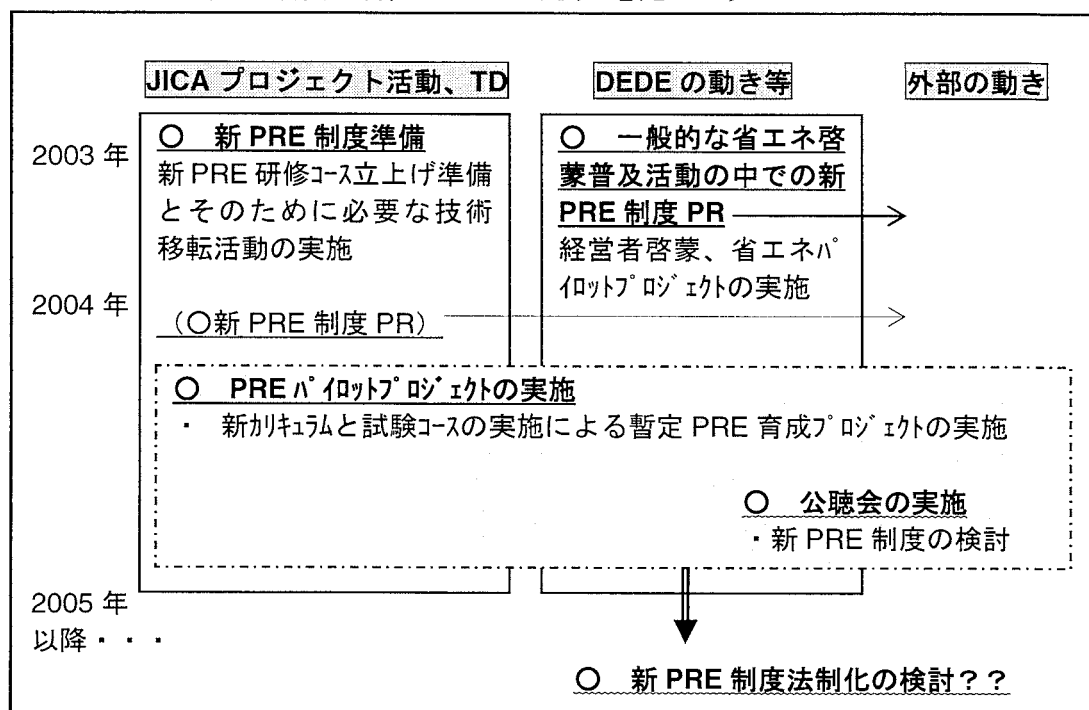 JICA プロジェクト活動、TD
DEDE の動き等
外部の動き
2003 年
○ 新 PRE 制度準備
新 PRE 研修ｺｰｽ立上げ準備
とそのために必要な技術
移転活動の実施
○ 一般的な省エネ啓
蒙普及活動の中での新
PRE 制度 PR
経営者啓蒙、省エネﾊﾟ
ｲﾛｯﾄﾌﾟﾛｼﾞｪｸﾄの実施
2004 年
（○新 PRE 制度 PR）
○ PRE ﾊﾟｲﾛｯﾄﾌﾟﾛｼﾞｪｸﾄの実施
・ 新ｶﾘｷｭﾗﾑと試験ｺｰｽの実施による暫定 PRE 育成ﾌﾟﾛｼﾞｪｸﾄの実施
○ 公聴会の実施
・新 PRE 制度の検討
2005 年
以降・・・
○ 新 PRE 制度法制化の検討？？